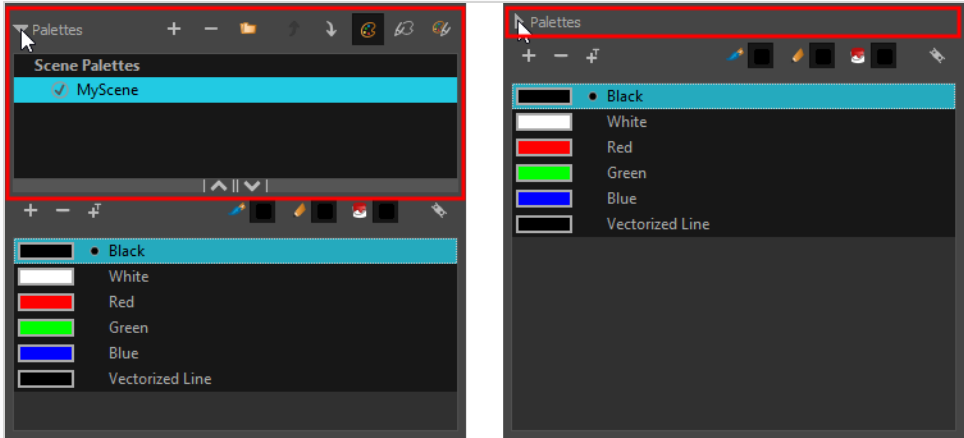 Palettes
Scene Palettes
MyScene
Black
White
Red
Green
Blue
Vectorized Line
Palettes
Black
White
Red
Green
Blue
Vectorized Line